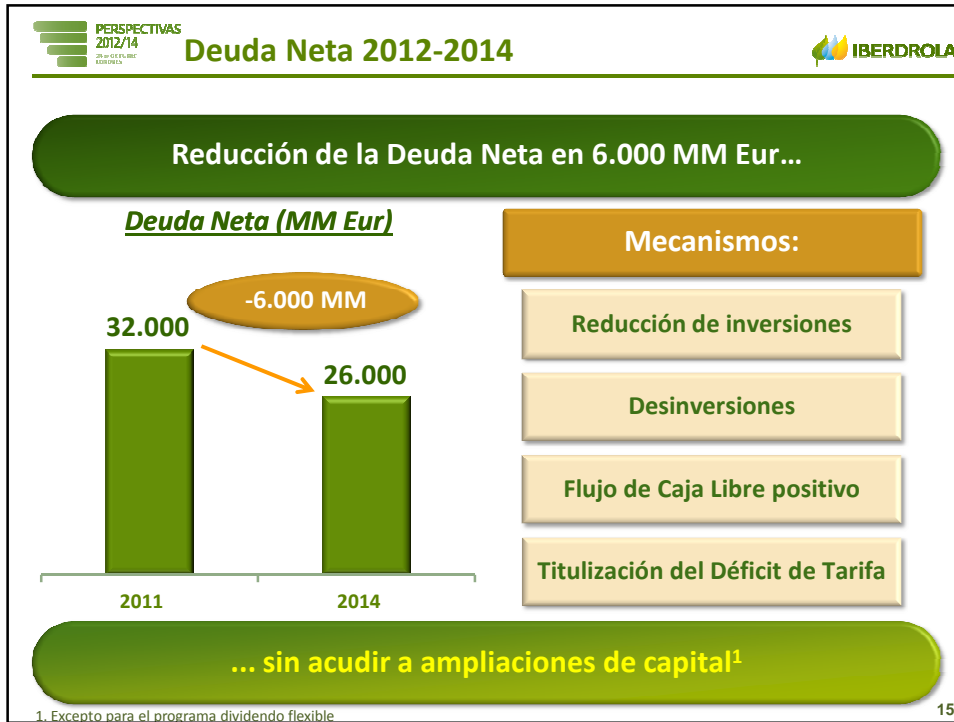 PERSPECTIVAS
2012/14
Deuda Neta 2012-2014
IBERDROLA
Reducción de la Deuda Neta en 6.000 MM Eur…
Deuda Neta (MM Eur)
-6.000 MM
32.000
26.000
2011
2014
Mecanismos:
Reducción de inversiones
Desinversiones
Flujo de Caja Libre positivo
Titulización del Déficit de Tarifa
... sin acudir a ampliaciones de capital¹
1. Excepto para el programa dividendo flexible
15